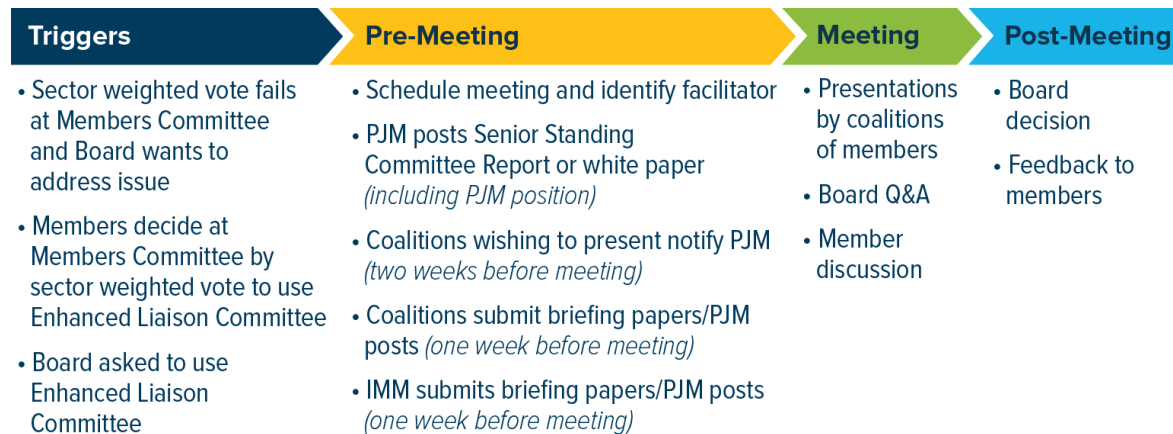 Triggers
• Sector weighted vote fails
at Members Committee
and Board wants to
address issue
• Members decide at
Members Committee by
sector weighted vote to use
Enhanced Liaison Committee
• Board asked to use
Enhanced Liaison
Committee
Pre-Meeting
• Schedule meeting and identify facilitator
• PJM posts Senior Standing
Committee Report or white paper
(including PJM position)
• Coalitions wishing to present notify PJM
(two weeks before meeting)
• Coalitions submit briefing papers/PJM
posts (one week before meeting)
• IMM submits briefing papers/PJM posts
(one week before meeting)
Meeting
• Presentations
by coalitions
of members
• Board Q&A
• Member
discussion
Post-Meeting
• Board
decision
• Feedback to
members